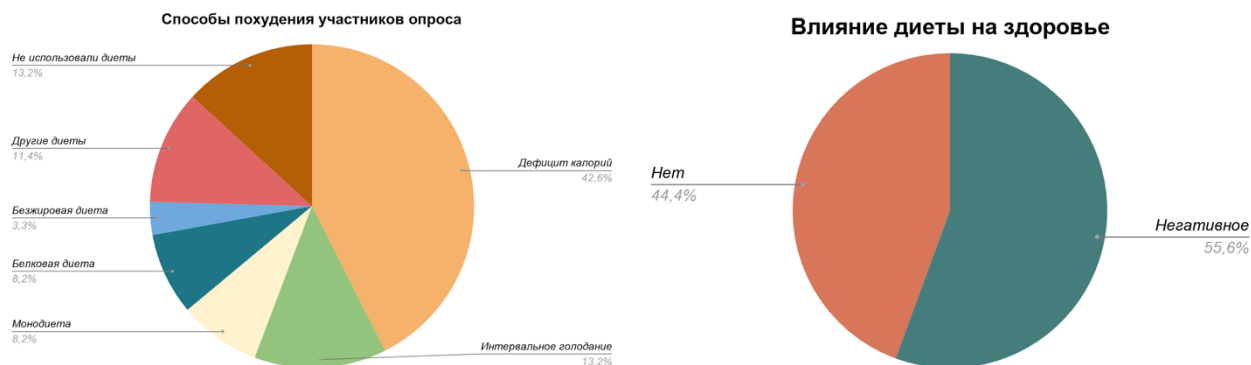 Способы похудения участников опроса
Не использовали диеты
13,2%
Другие диеты
11,4%
Безжировая диета
3,3%
Белковая диета
8,2%
Монодиета
8,2%
Дефицит калорий
42,6%
Интервальное голодание
13,2%
Влияние диеты на здоровье
Нет
44,4%
Негативное
55,6%